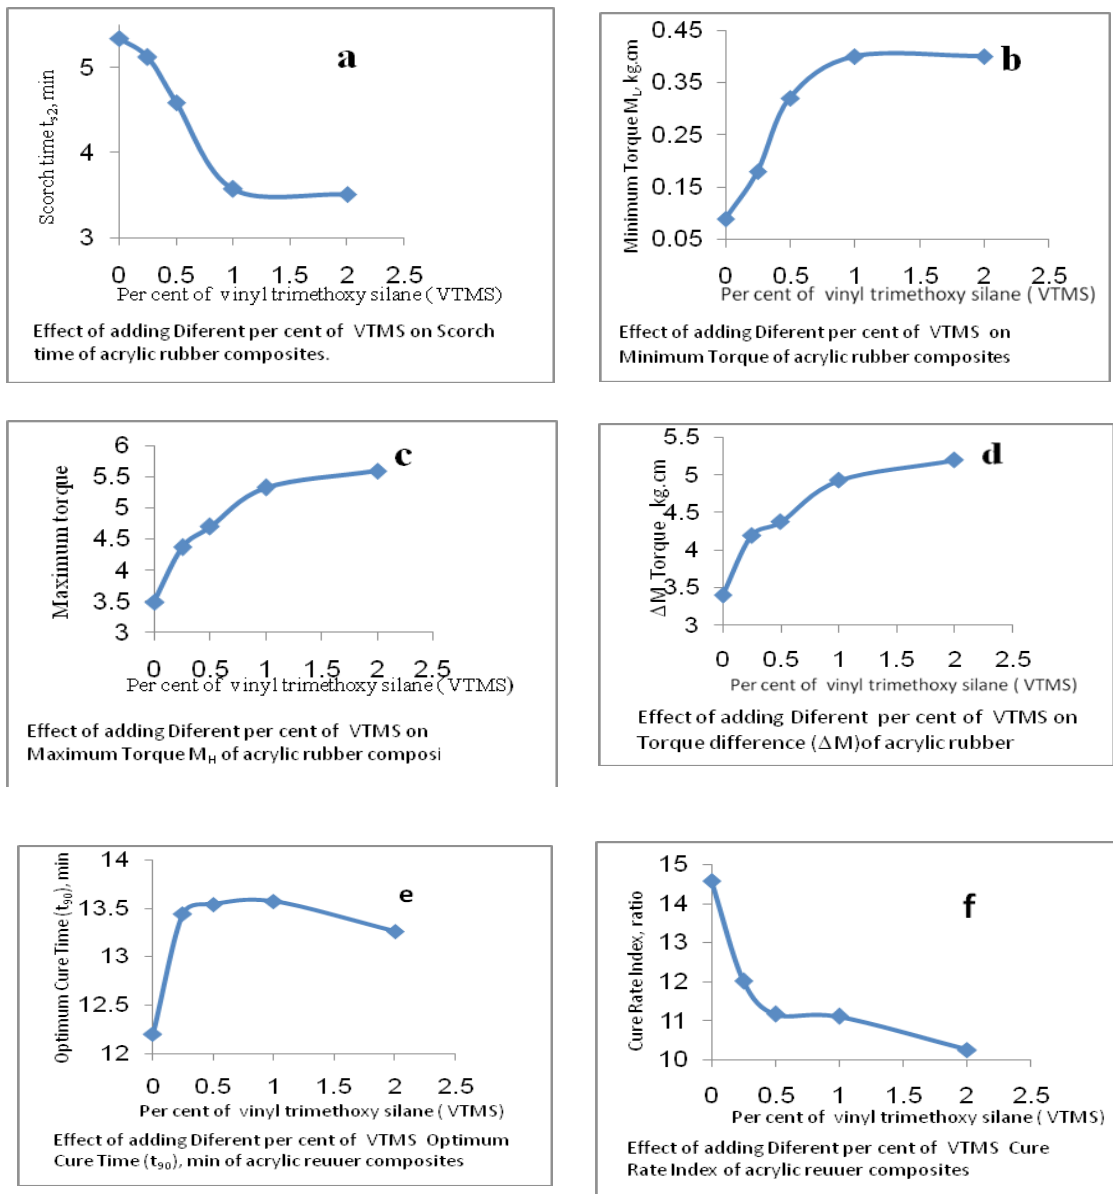 a
Scorch time t_s2, min
5
4
3
0 0.5 1 1.5 2 2.5
Per cent of vinyl trimethoxy silane (VTMS)
Effect of adding Diferent per cent of VTMS on Scorch
time of acrylic rubber composites.
b
Minimum Torque M_L, kg.cm
0.45
0.35
0.25
0.15
0.05
0 0.5 1 1.5 2 2.5
Per cent of vinyl trimethoxy silane (VTMS)
Effect of adding Diferent per cent of VTMS on
Minimum Torque of acrylic rubber composites
c
Maximum torque
6
5.5
5
4.5
4
3.5
3
0 0.5 1 1.5 2 2.5
Per cent of vinyl trimethoxy silane (VTMS)
Effect of adding Diferent per cent of VTMS on
Maximum Torque M_H of acrylic rubber composi
d
ΔM Torque , kg.cm
5.5
5
4.5
4
3.5
3
0 0.5 1 1.5 2 2.5
Per cent of vinyl trimethoxy silane (VTMS)
Effect of adding Diferent per cent of VTMS on
Torque difference (ΔM)of acrylic rubber
e
Optimum Cure Time (t_90), min
14
13.5
13
12.5
12
0 0.5 1 1.5 2 2.5
Per cent of vinyl trimethoxy silane (VTMS)
Effect of adding Diferent per cent of VTMS Optimum
Cure Time (t_90), min of acrylic reuuer composites
f
Cure Rate Index, ratio
15
14
13
12
11
10
0 0.5 1 1.5 2 2.5
Per cent of vinyl trimethoxy silane (VTMS)
Effect of adding Diferent per cent of VTMS Cure
Rate Index of acrylic reuuer composites